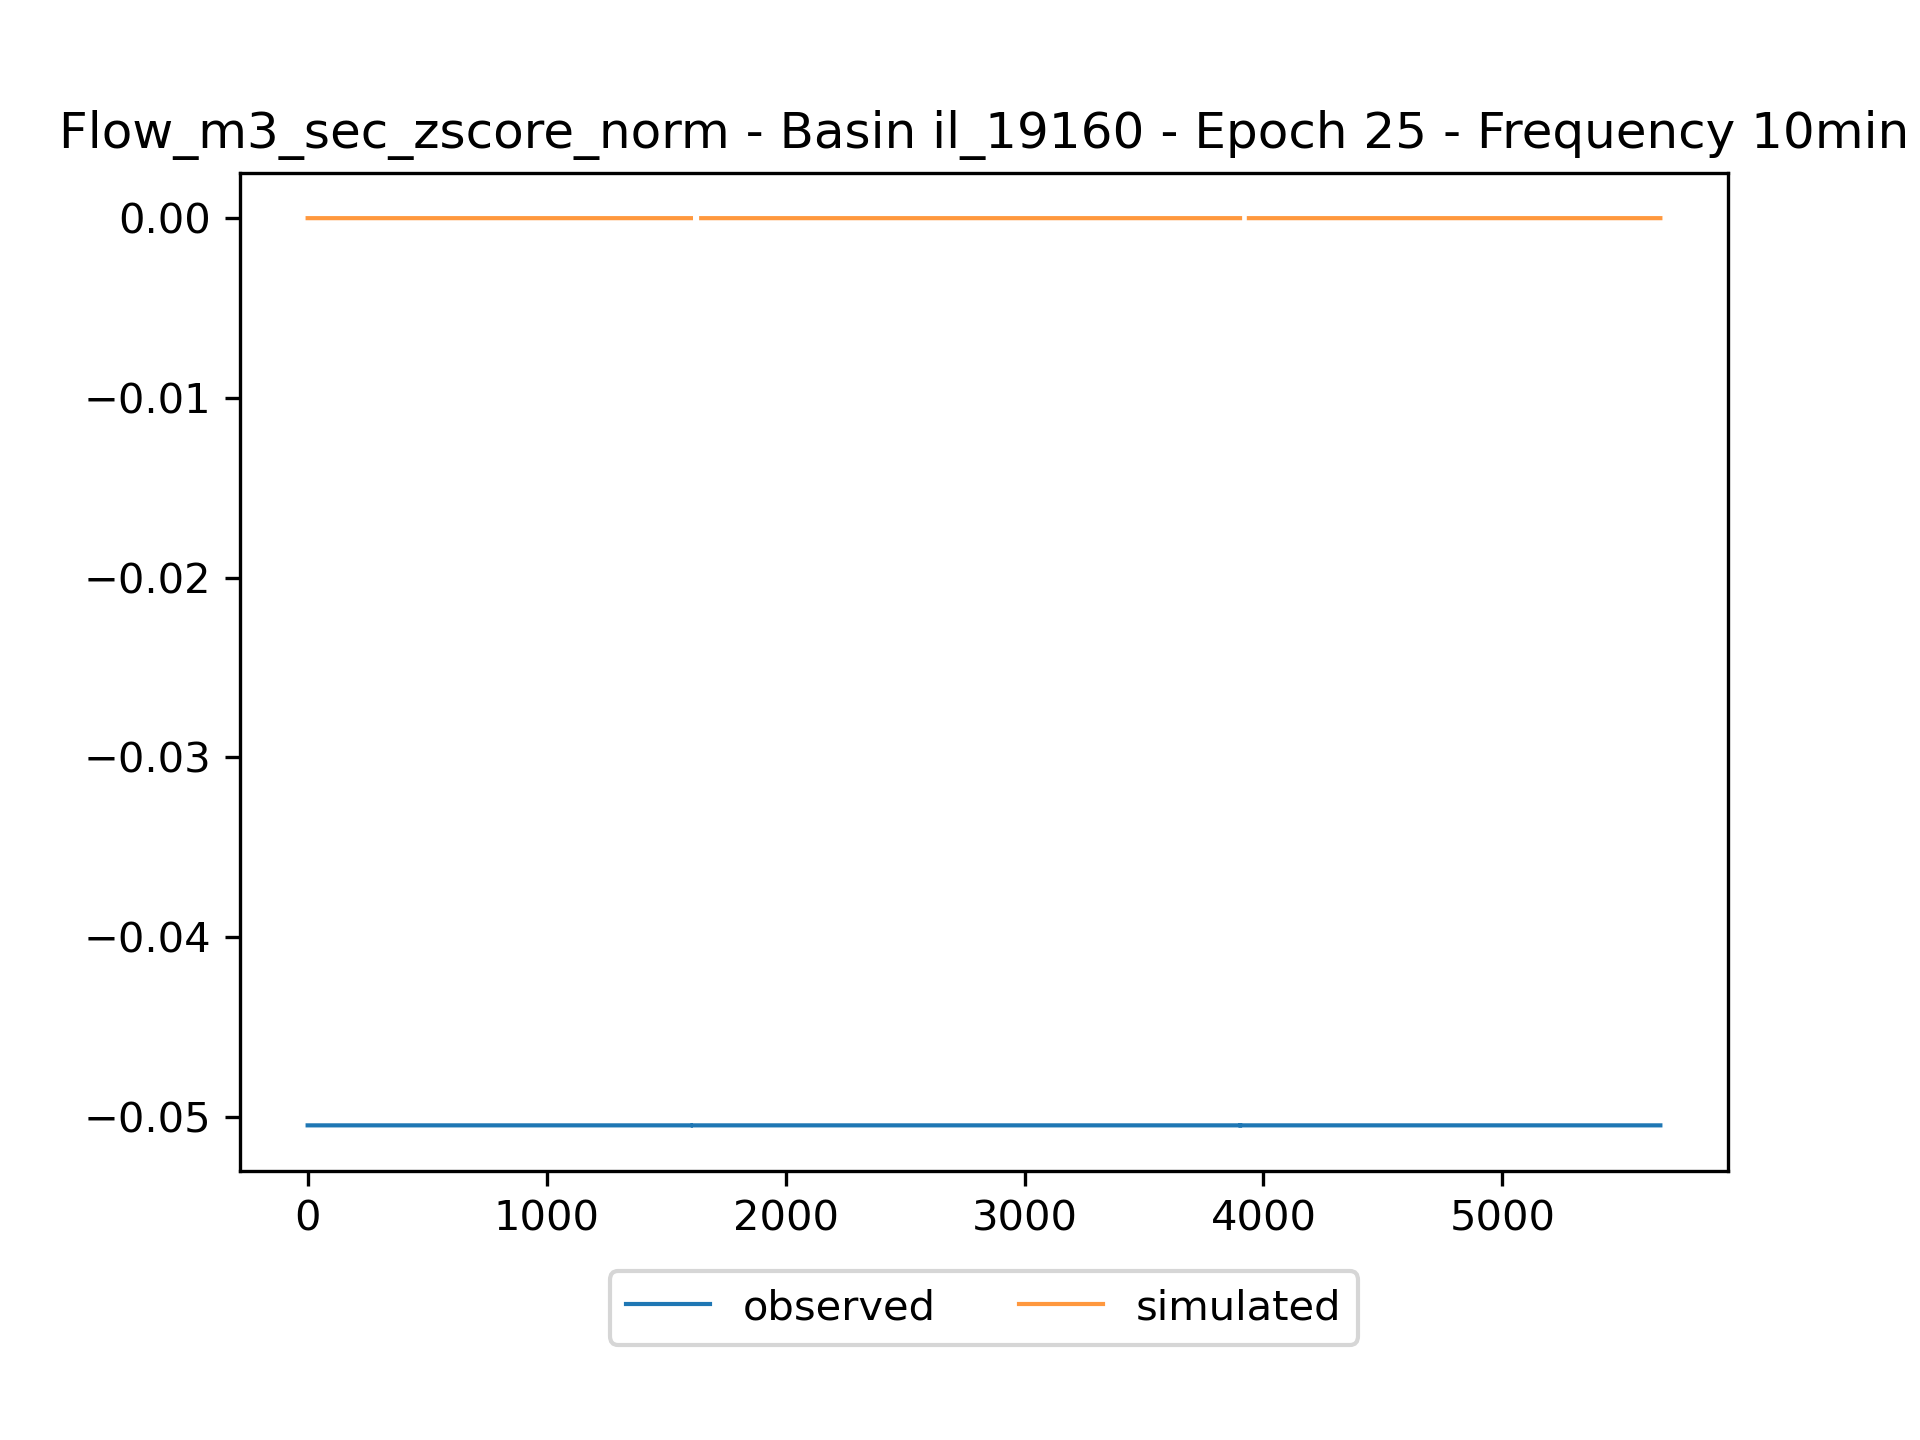 Flow_m3_sec_zscore_norm - Basin il_19160 - Epoch 25 - Frequency 10min
0.00
−0.01
−0.02
−0.03
−0.04
−0.05
0 1000 2000 3000 4000 5000
observed simulated